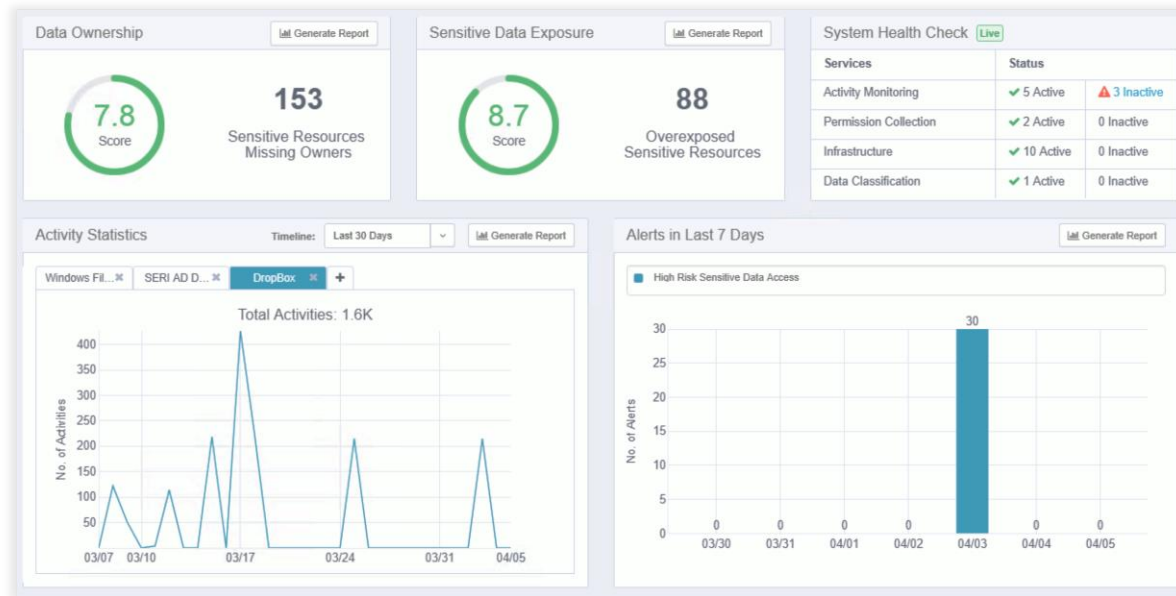 Data Ownership
Generate Report
7.8
Score
153
Sensitive Resources
Missing Owners
Sensitive Data Exposure
Generate Report
8.7
Score
88
Overexposed
Sensitive Resources
System Health Check Live
Services Status
Activity Monitoring 5 Active 3 Inactive
Permission Collection 2 Active 0 Inactive
Infrastructure 10 Active 0 Inactive
Data Classification 1 Active 0 Inactive
Activity Statistics
Timeline: Last 30 Days
Generate Report
Windows Fil... SERI AD D... DropBox
Total Activities: 1.6K
No. of Activities
400
350
300
250
200
150
100
50
03/07 03/10 03/17 03/24 03/31 04/05
Alerts in Last 7 Days
Generate Report
High Risk Sensitive Data Access
No. of Alerts
30
25
20
15
10
5
0
0 0 0 0 30 0 0
03/30 03/31 04/01 04/02 04/03 04/04 04/05